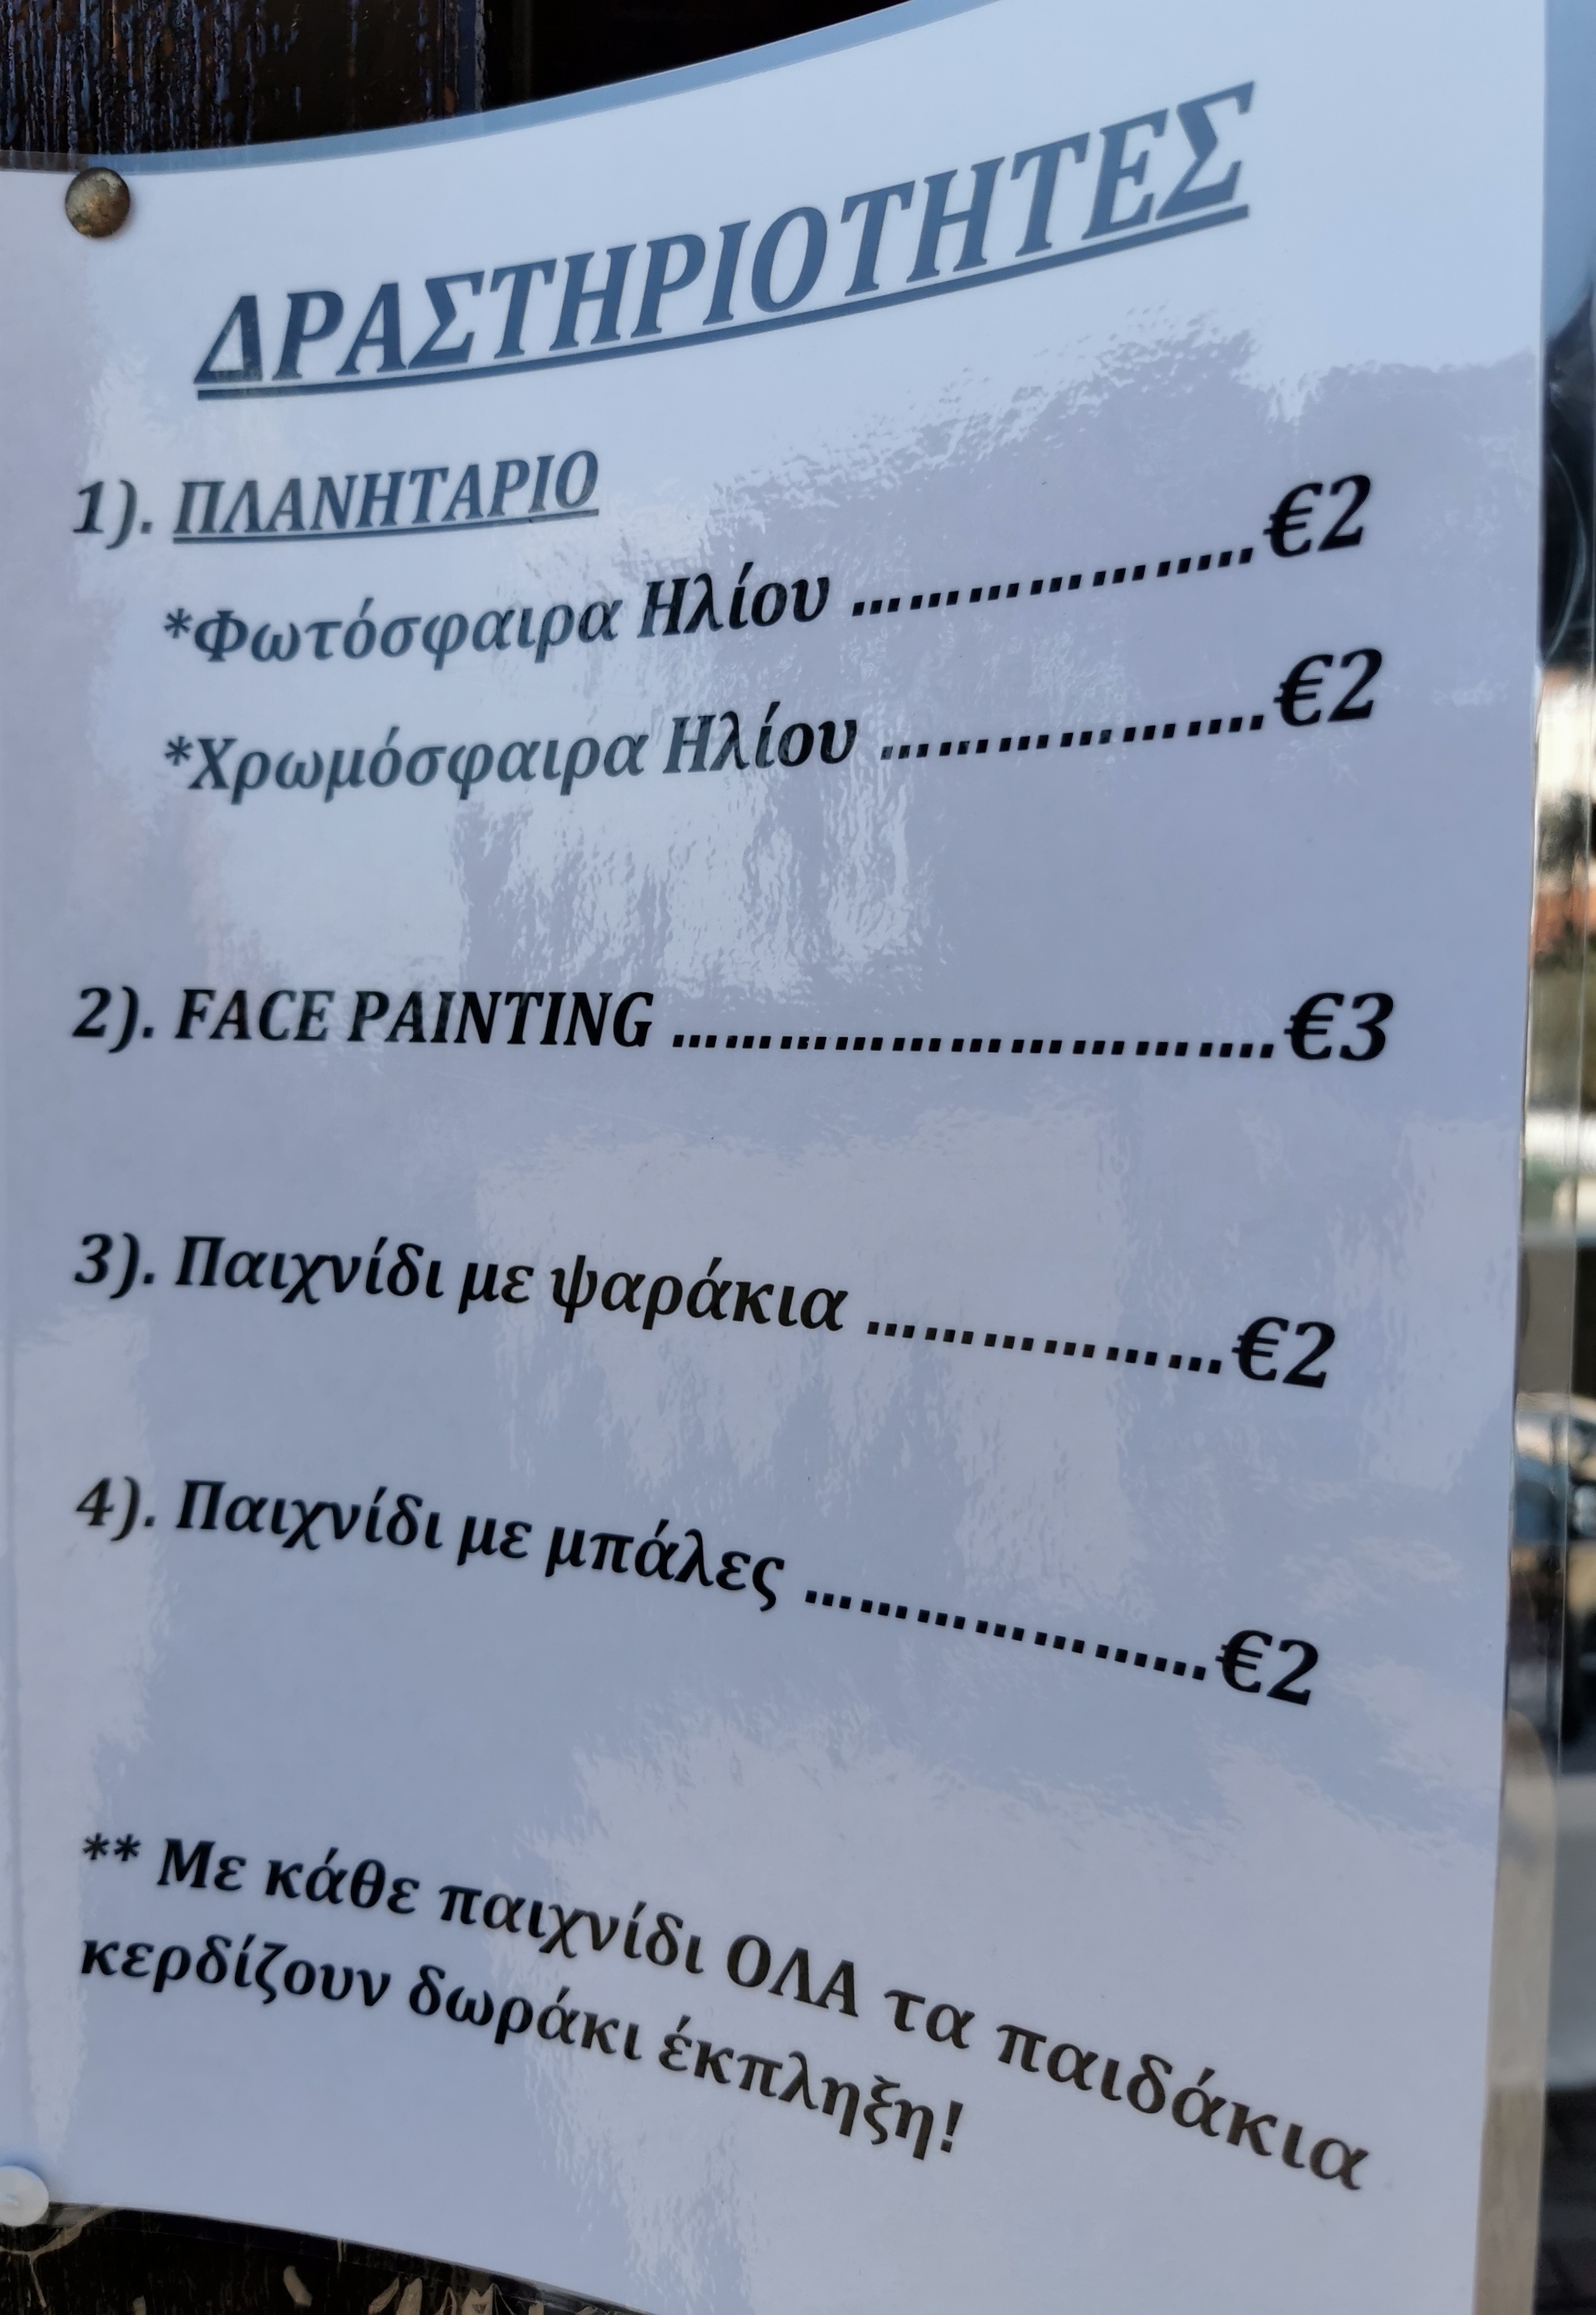 ΔΡΑΣΤΗΡΙΟΤΗΤΕΣ
1). ΠΛΑΝΗΤΑΡΙΟ
*Φωτόσφαιρα Ηλίου ........................€2
*Χρωμόσφαιρα Ηλίου ......................€2
2). FACE PAINTING ..................................€3
3). Παιχνίδι με ψαράκια .....................€2
4). Παιχνίδι με μπάλες .......................€2
** Με κάθε παιχνίδι ΟΛΑ τα παιδάκια
κερδίζουν δωράκι έκπληξη!